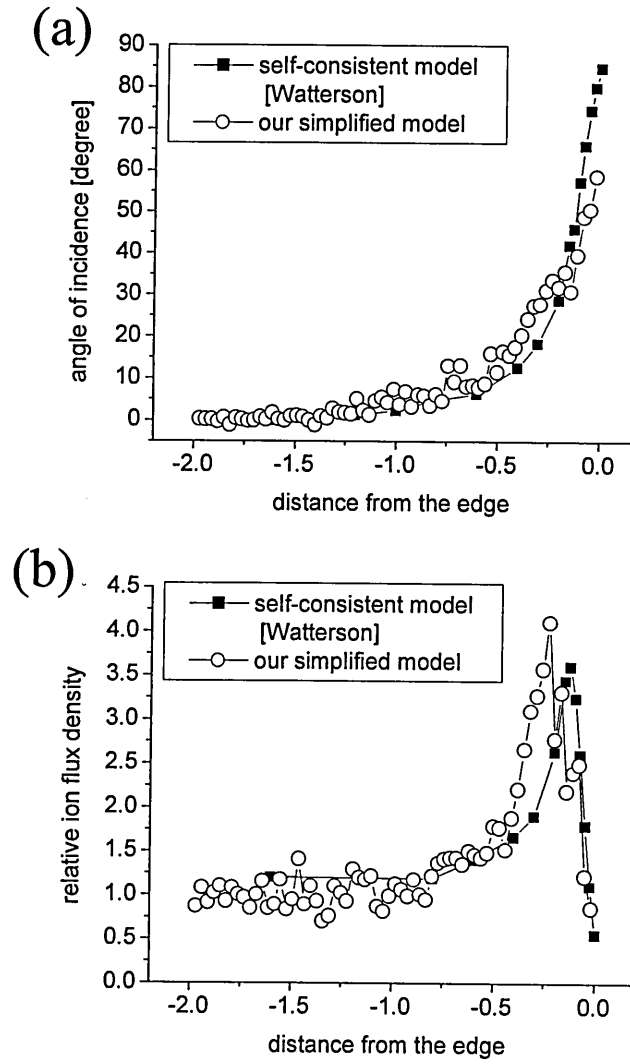 (a)
90
80
70
60
50
40
30
20
10
0
angle of incidence [degree]
self-consistent model
[Watterson]
our simplified model
-2.0 -1.5 -1.0 -0.5 0.0
distance from the edge
(b)
4.5
4.0
3.5
3.0
2.5
2.0
1.5
1.0
0.5
0.0
relative ion flux density
self-consistent model
[Watterson]
our simplified model
-2.0 -1.5 -1.0 -0.5 0.0
distance from the edge